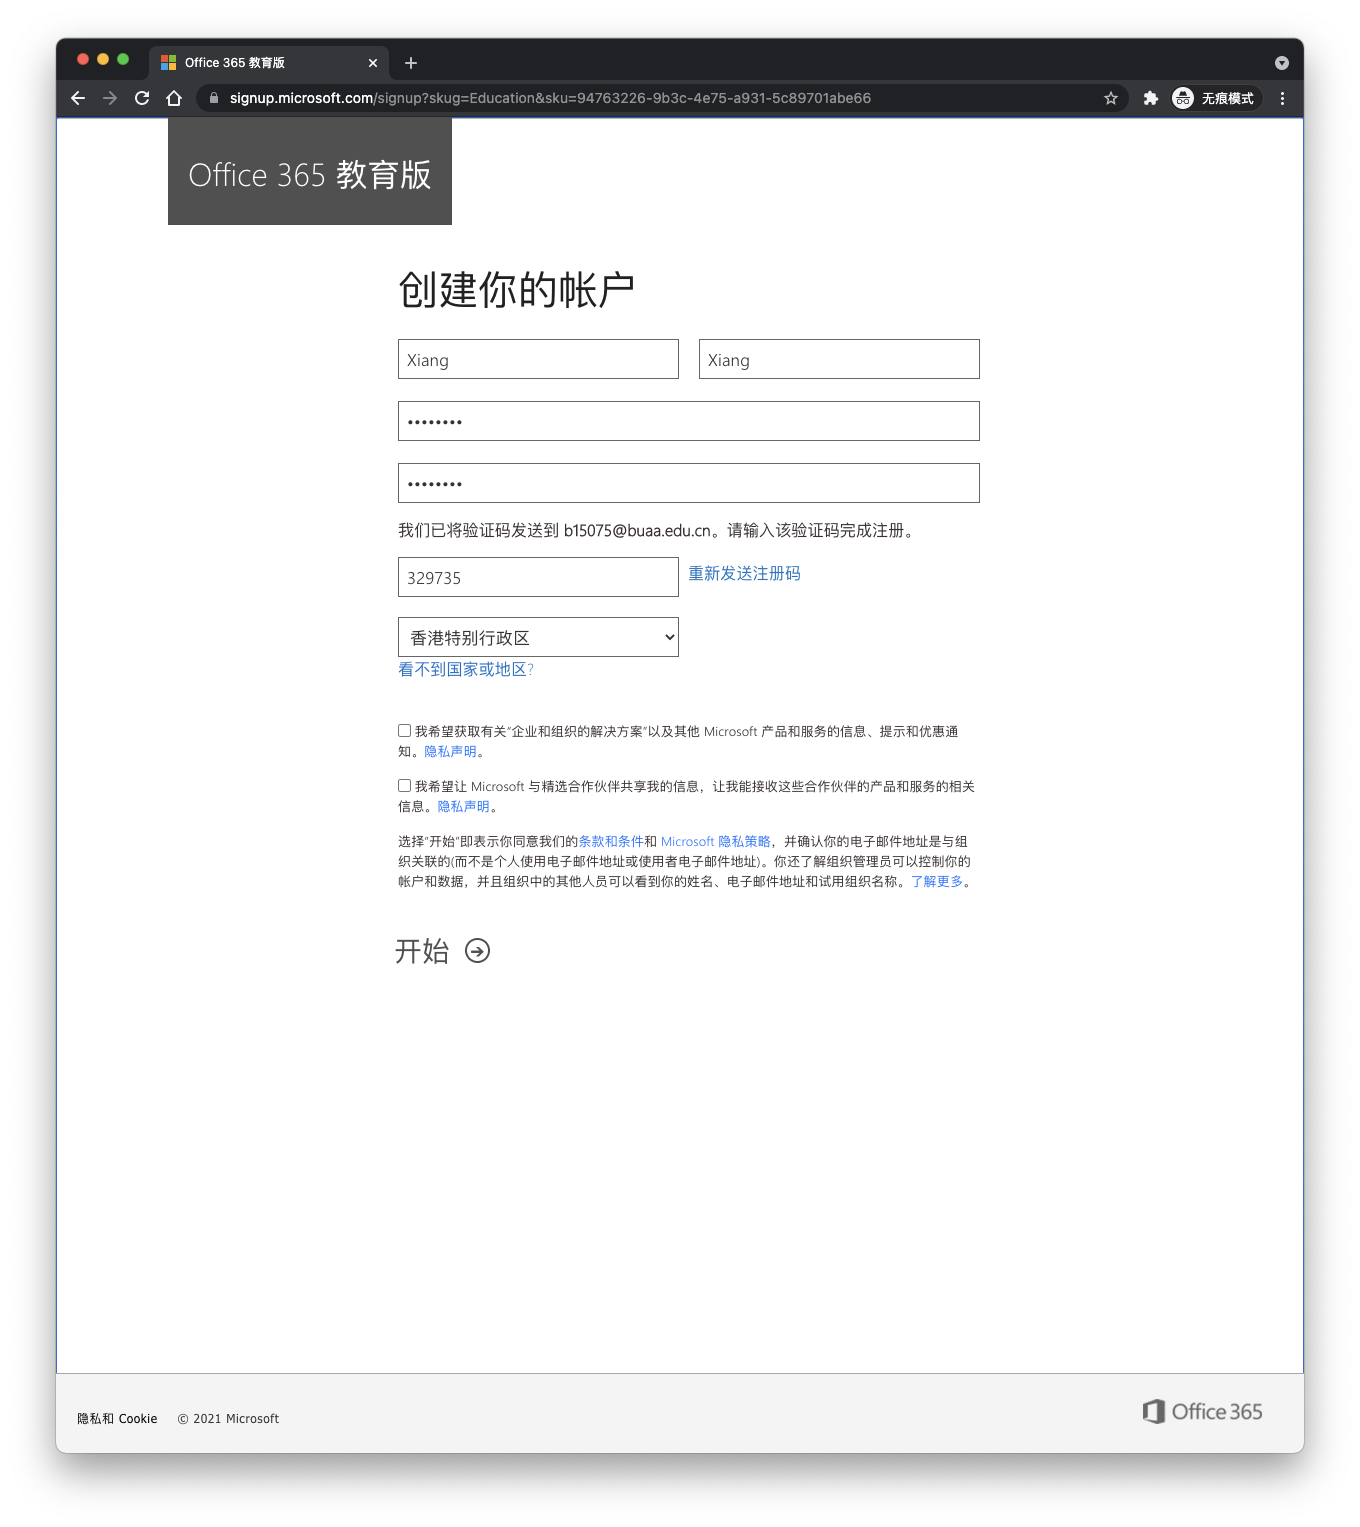 Office 365 教育版
signup.microsoft.com/signup?skug=Education&sku=94763226-9b3c-4e75-a931-5c89701abe66
无痕模式
Office 365 教育版
创建你的帐户
Xiang
Xiang
••••••••
••••••••
我们已将验证码发送到 b15075@buaa.edu.cn。请输入该验证码完成注册。
329735
重新发送注册码
香港特别行政区
看不到国家或地区?
我希望获取有关"企业和组织的解决方案"以及其他 Microsoft 产品和服务的信息、提示和优惠通
知。隐私声明。
我希望让 Microsoft 与精选合作伙伴共享我的信息，让我能接收这些合作伙伴的产品和服务的相关
信息。隐私声明。
选择"开始"即表示你同意我们的条款和条件和 Microsoft 隐私策略，并确认你的电子邮件地址是与组
织关联的(而不是个人使用电子邮件地址或使用者电子邮件地址)。你还了解组织管理员可以控制你的
帐户和数据，并且组织中的其他人员可以看到你的姓名、电子邮件地址和试用组织名称。了解更多。
开始
隐私和 Cookie
© 2021 Microsoft
Office 365